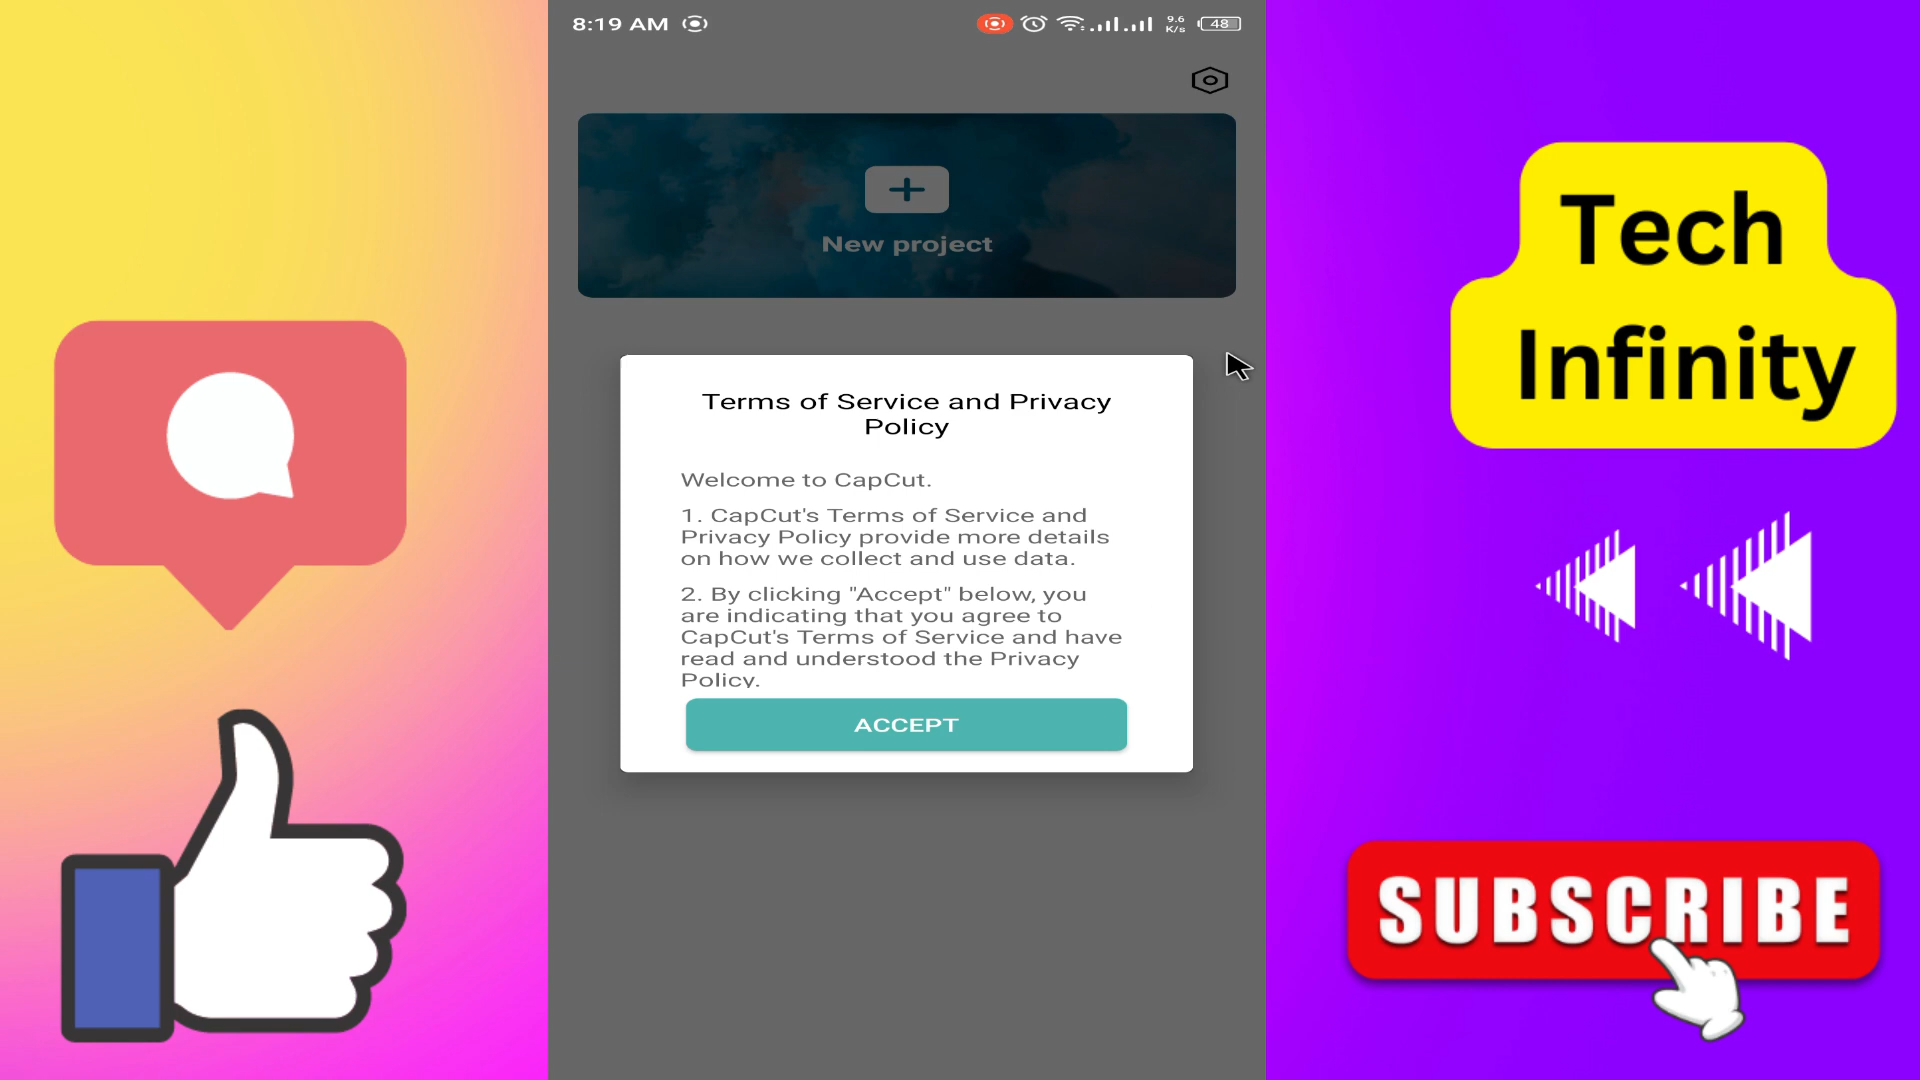 8:19 AM
9.6
K/s
48
New project
Terms of Service and Privacy
Policy
Welcome to CapCut.
1. CapCut's Terms of Service and
Privacy Policy provide more details
on how we collect and use data.
2. By clicking "Accept" below, you
are indicating that you agree to
CapCut's Terms of Service and have
read and understood the Privacy
Policy.
ACCEPT
Tech
Infinity
SUBSCRIBE